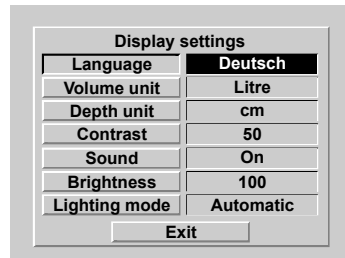 Display settings
Language Deutsch
Volume unit Litre
Depth unit cm
Contrast 50
Sound On
Brightness 100
Lighting mode Automatic
Exit